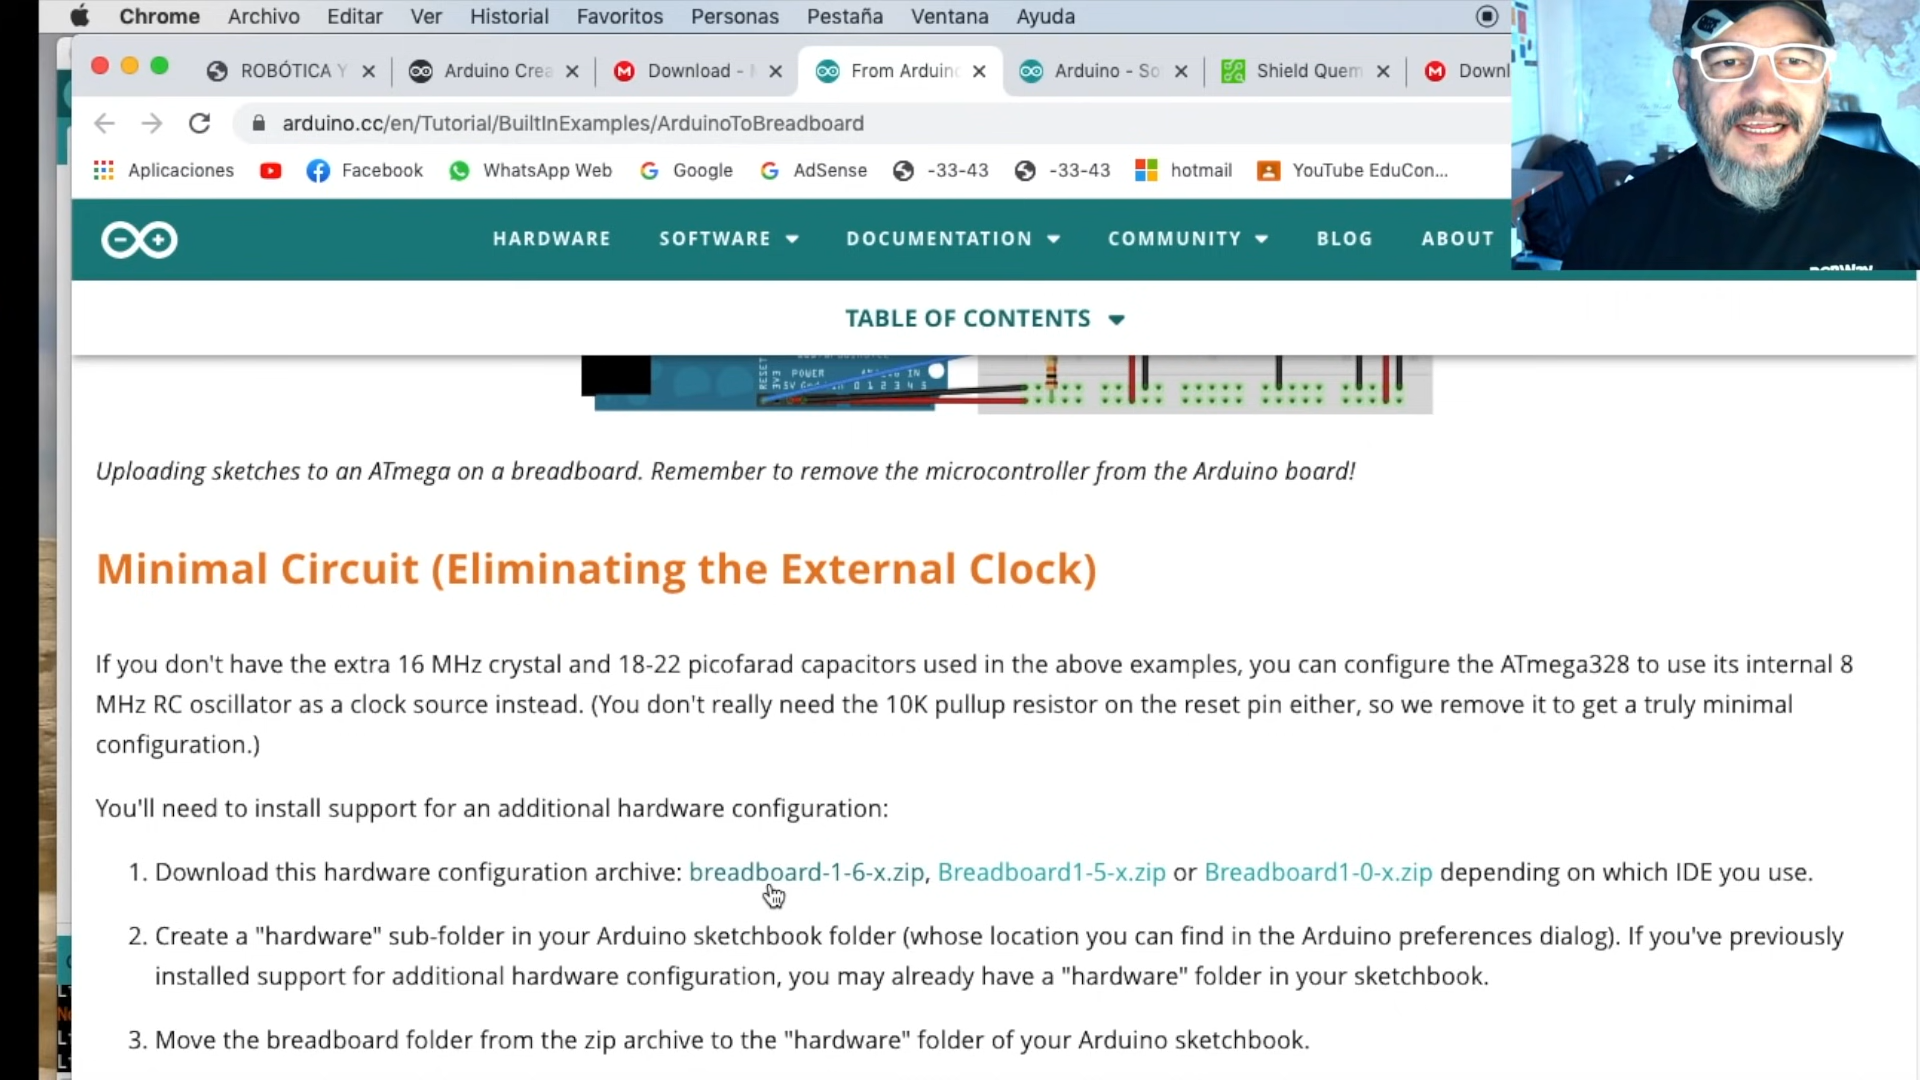 Chrome Archivo Editar Ver Historial Favoritos Personas Pestaña Ventana Ayuda
ROBÓTICA Y Arduino Crea Download - From Arduino Arduino - So Shield Quem Downl
arduino.cc/en/Tutorial/BuiltInExamples/ArduinoToBreadboard
Aplicaciones Facebook WhatsApp Web Google AdSense -33-43 -33-43 hotmail YouTube EduCon...
HARDWARE SOFTWARE DOCUMENTATION COMMUNITY BLOG ABOUT
TABLE OF CONTENTS
RESET
3V3
POWER
IN
5V
0 1 2 3 4 5
Uploading sketches to an ATmega on a breadboard. Remember to remove the microcontroller from the Arduino board!
Minimal Circuit (Eliminating the External Clock)
If you don't have the extra 16 MHz crystal and 18-22 picofarad capacitors used in the above examples, you can configure the ATmega328 to use its internal 8
MHz RC oscillator as a clock source instead. (You don't really need the 10K pullup resistor on the reset pin either, so we remove it to get a truly minimal
configuration.)
You'll need to install support for an additional hardware configuration:
1. Download this hardware configuration archive: breadboard-1-6-x.zip, Breadboard1-5-x.zip or Breadboard1-0-x.zip depending on which IDE you use.
2. Create a "hardware" sub-folder in your Arduino sketchbook folder (whose location you can find in the Arduino preferences dialog). If you've previously
installed support for additional hardware configuration, you may already have a "hardware" folder in your sketchbook.
3. Move the breadboard folder from the zip archive to the "hardware" folder of your Arduino sketchbook.